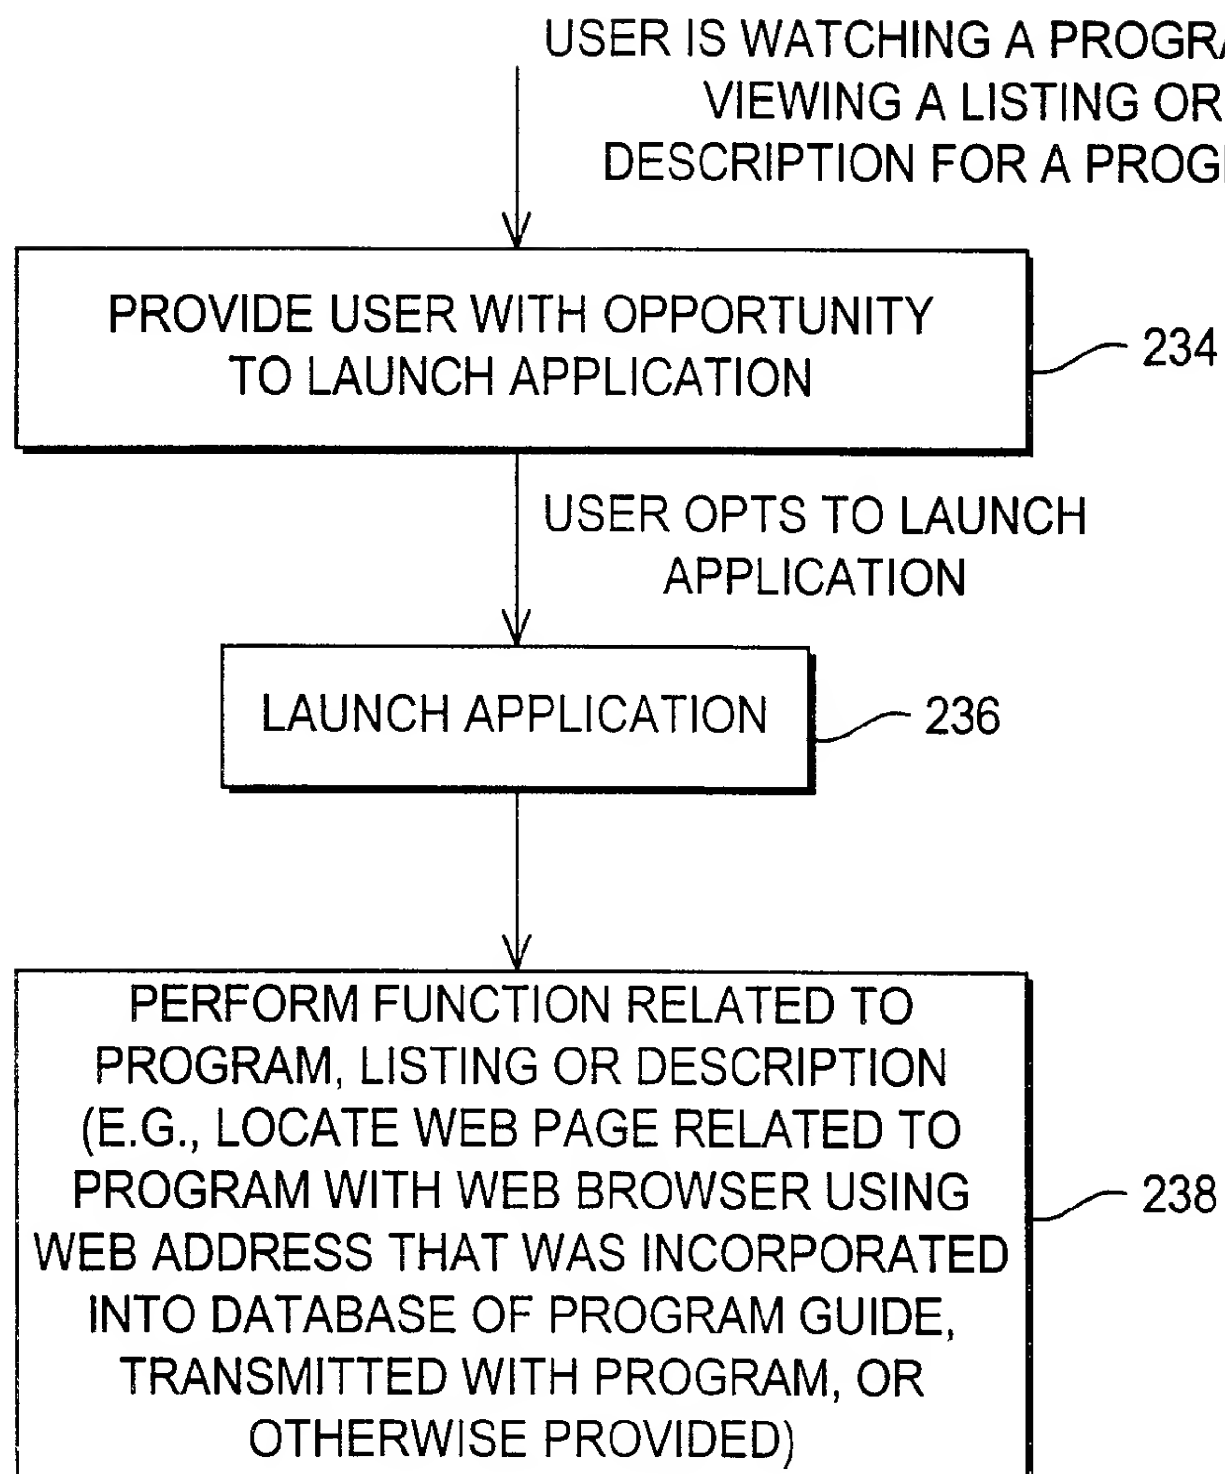 USER IS WATCHING A
VIEWING A LISTING OR
DESCRIPTION FOR A
PROVIDE USER WITH OPPORTUNITY
TO LAUNCH APPLICATION
234
USER OPTS TO LAUNCH
APPLICATION
LAUNCH APPLICATION
236
PERFORM FUNCTION RELATED TO
PROGRAM, LISTING OR DESCRIPTION
(E.G., LOCATE WEB PAGE RELATED TO
PROGRAM WITH WEB BROWSER USING
WEB ADDRESS THAT WAS INCORPORATED
INTO DATABASE OF PROGRAM GUIDE,
TRANSMITTED WITH PROGRAM, OR
OTHERWISE PROVIDED)
238